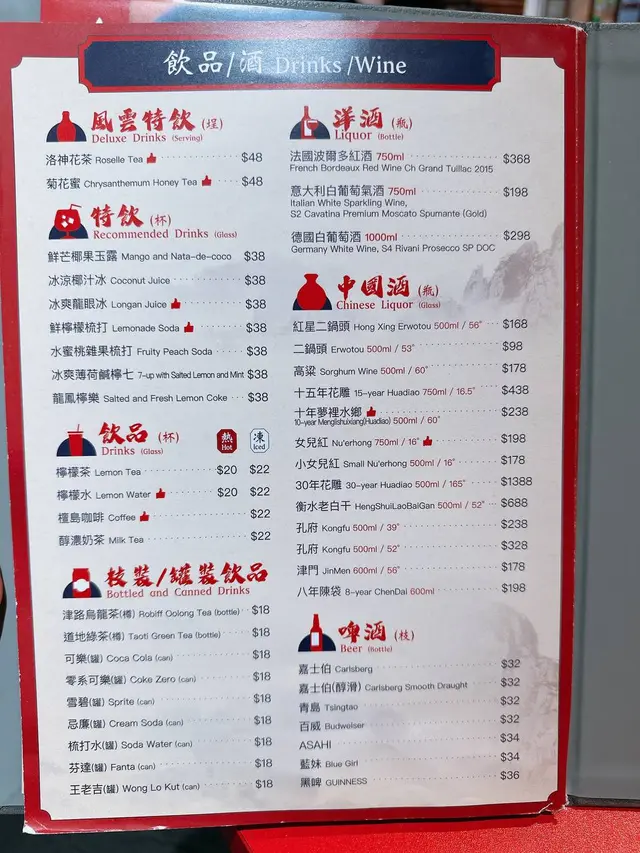 飲品/酒 Drinks/Wine
風雲特飲 (埕)
Deluxe Drinks (Serving)
洛神花茶 Roselle Tea $48
菊花蜜 Chrysanthemum Honey Tea $48
特飲 (杯)
Recommended Drinks (Glass)
鮮芒椰果玉露 Mango and Nata-de-coco $38
冰涼椰汁冰 Coconut Juice $38
冰爽龍眼冰 Longan Juice $38
鮮檸檬梳打 Lemonade Soda $38
水蜜桃雜果梳打 Fruity Peach Soda $38
冰爽薄荷鹹檸七 7-up with Salted Lemon and Mint $38
龍鳳檸樂 Salted and Fresh Lemon Coke $38
飲品 (杯) 熱 凍
Drinks (Glass) Hot Iced
檸檬茶 Lemon Tea $20 $22
檸檬水 Lemon Water $20 $22
檀島咖啡 Coffee $22
醇濃奶茶 Milk Tea $22
枝裝/罐裝飲品
Bottled and Canned Drinks
津路烏龍茶(樽) Robiff Oolong Tea (bottle) $18
道地綠茶(樽) Taoti Green Tea (bottle) $18
可樂(罐) Coca Cola (can) $18
零系可樂(罐) Coke Zero (can) $18
雪碧(罐) Sprite (can) $18
忌廉(罐) Cream Soda (can) $18
梳打水(罐) Soda Water (can) $18
芬達(罐) Fanta (can) $18
王老吉(罐) Wong Lo Kut (can) $18
洋酒 (瓶)
Liquor (Bottle)
法國波爾多紅酒 750ml $368
French Bordeaux Red Wine Ch Grand Tuillac 2015
意大利白葡萄氣酒 750ml $198
Italian White Sparkling Wine,
S2 Cavatina Premium Moscato Spumante (Gold)
德國白葡萄酒 1000ml $298
Germany White Wine, S4 Rivani Prosecco SP DOC
中國酒 (瓶)
Chinese Liquor (Glass)
紅星二鍋頭 Hong Xing Erwotou 500ml / 56° $168
二鍋頭 Erwotou 500ml / 53° $98
高粱 Sorghum Wine 500ml / 60° $178
十五年花雕 15-year Huadiao 750ml / 16.5° $438
十年夢裡水鄉 $238
10-year Menglishuixiang(Huadiao) 500ml / 60°
女兒紅 Nu'erhong 750ml / 16° $198
小女兒紅 Small Nu'erhong 500ml / 16° $178
30年花雕 30-year Huadiao 500ml / 165° $1388
衡水老白干 HengShuiLaoBaiGan 500ml / 52° $688
孔府 Kongfu 500ml / 39° $238
孔府 Kongfu 500ml / 52° $328
津門 JinMen 600ml / 56° $178
八年陳袋 8-year ChenDai 600ml $198
啤酒 (枝)
Beer (Bottle)
嘉士伯 Carlsberg $32
嘉士伯(醇滑) Carlsberg Smooth Draught $32
青島 Tsingtao $32
百威 Budweiser $32
ASAHI $34
藍妹 Blue Girl $34
黑啤 GUINNESS $36